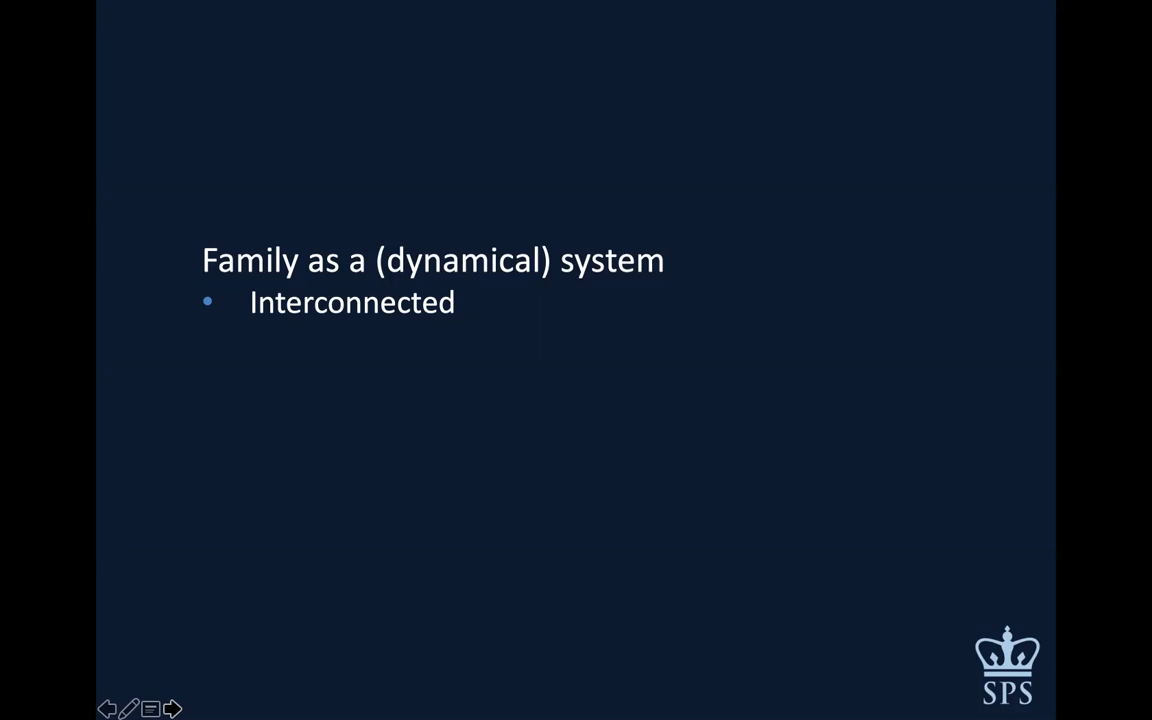 Family as a (dynamical) system
• Interconnected
SPS